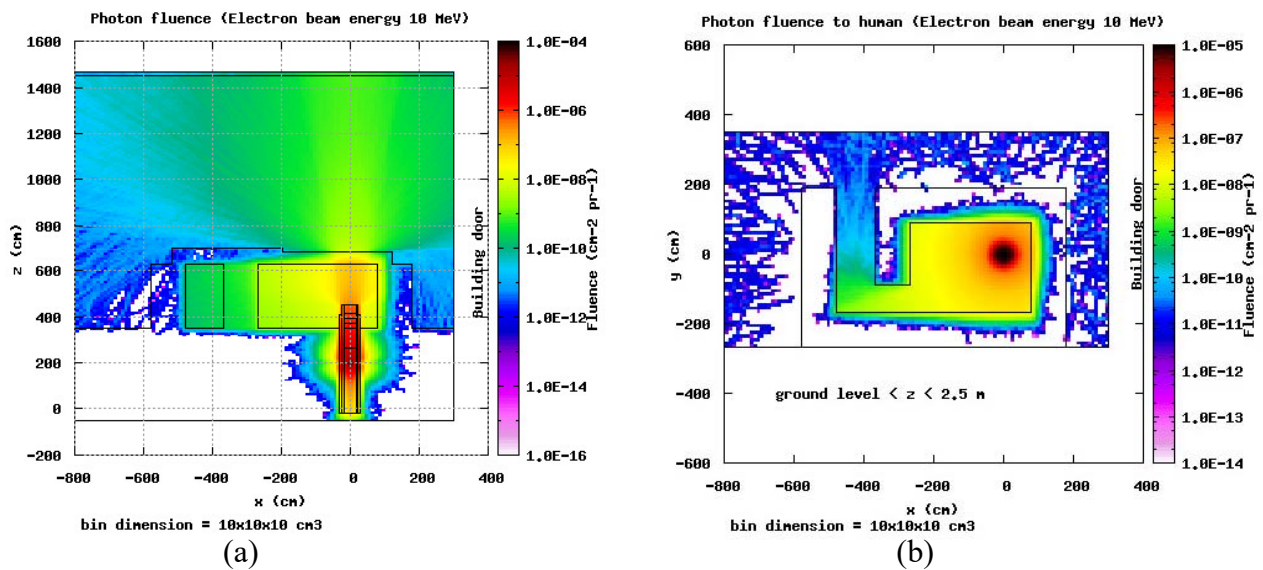 Photon fluence (Electron beam energy 10 MeV)
1600
1400
1200
1000
800
600
400
200
0
-200
z (cm)
-800 -600 -400 -200 0 200 400
x (cm)
bin dimension = 10x10x10 cm3
Building door
1.0E-04
1.0E-06
1.0E-08
1.0E-10
1.0E-12
1.0E-14
1.0E-16
Fluence (cm-2 pr-1)
(a)
Photon fluence to human (Electron beam energy 10 MeV)
600
400
200
0
-200
-400
-600
y (cm)
ground level < z < 2.5 m
-800 -600 -400 -200 0 200 400
x (cm)
bin dimension = 10x10x10 cm3
Building door
1.0E-05
1.0E-06
1.0E-07
1.0E-08
1.0E-09
1.0E-10
1.0E-11
1.0E-12
1.0E-13
1.0E-14
Fluence (cm-2 pr-1)
(b)